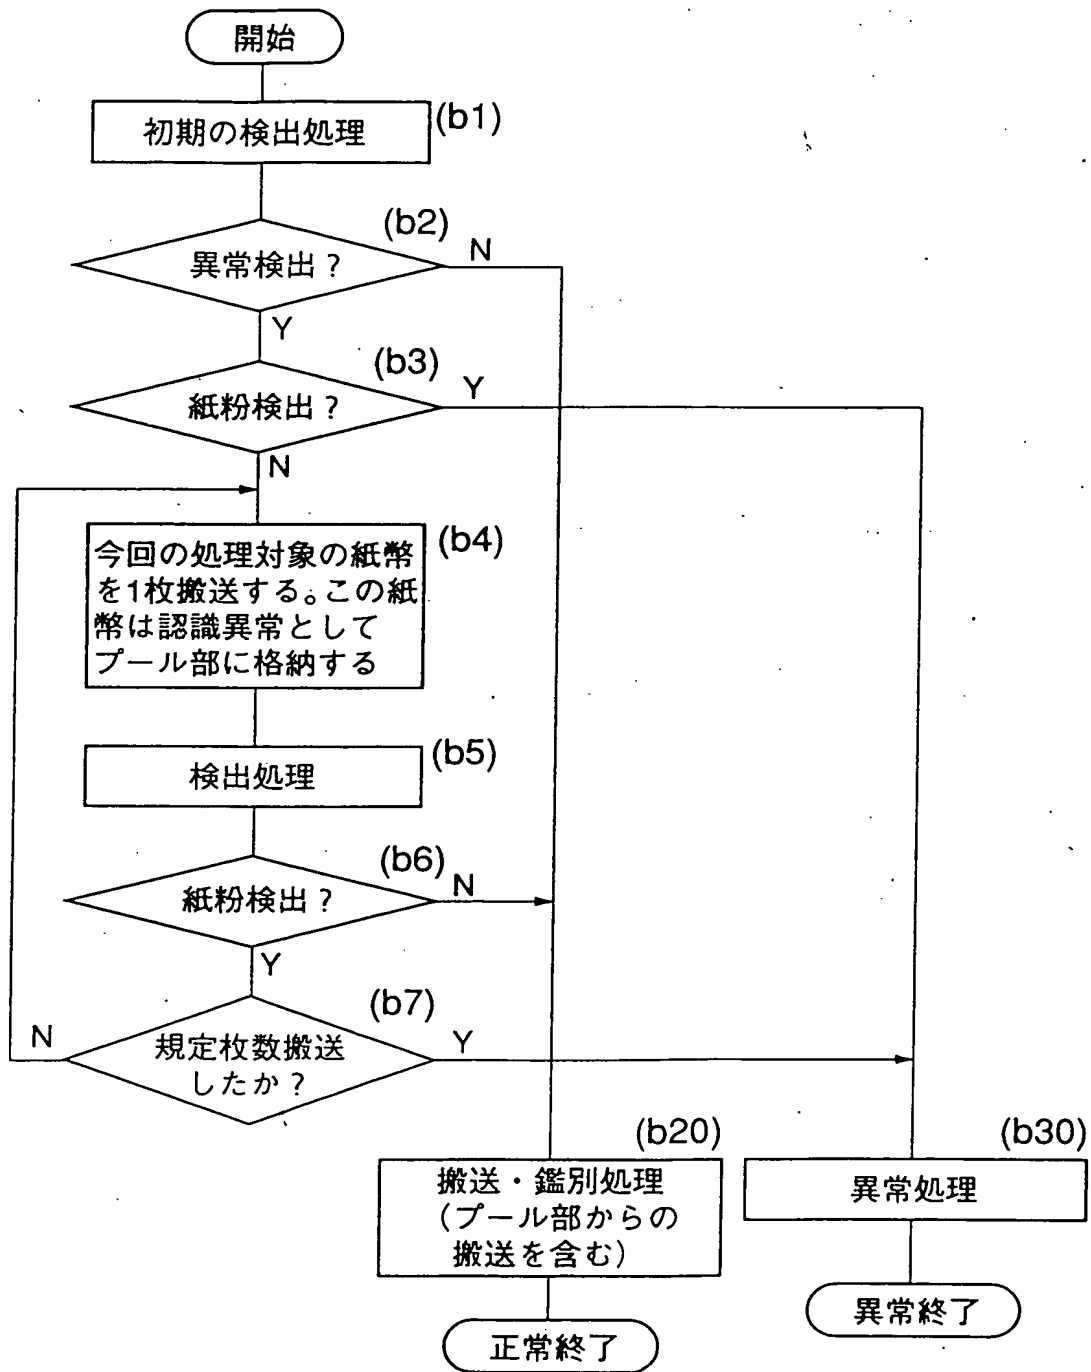 開始
初期の検出処理
(b1)
(b2)
異常検出?
N
Y
(b3)
紙粉検出?
Y
N
(b4)
今回の処理対象の紙幣
を1枚搬送する。この紙
幣は認識異常として
プール部に格納する
(b5)
検出処理
(b6)
紙粉検出?
N
Y
(b7)
N
規定枚数搬送
したか?
Y
(b20)
搬送・鑑別処理
(プール部からの
搬送を含む)
正常終了
(b30)
異常処理
異常終了